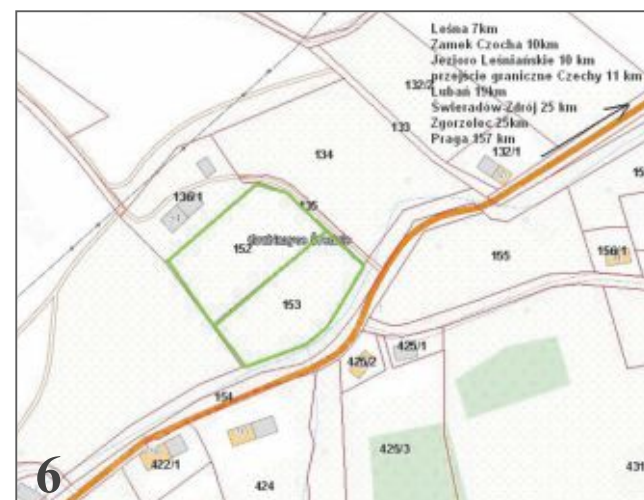 Leśna 7km
Zamek Czocha 10km
Jezioro Leśniańskie 10 km
przejście graniczne Czechy 11 km
Lubań 19km
Świeradów-Zdrój 25 km
Zgorzelec 25km
Praga 157 km
132/2
133
134
132/1
136/1
135
152
153
155
156/1
425/1
425/2
154
422/1
424
425/3
431
6